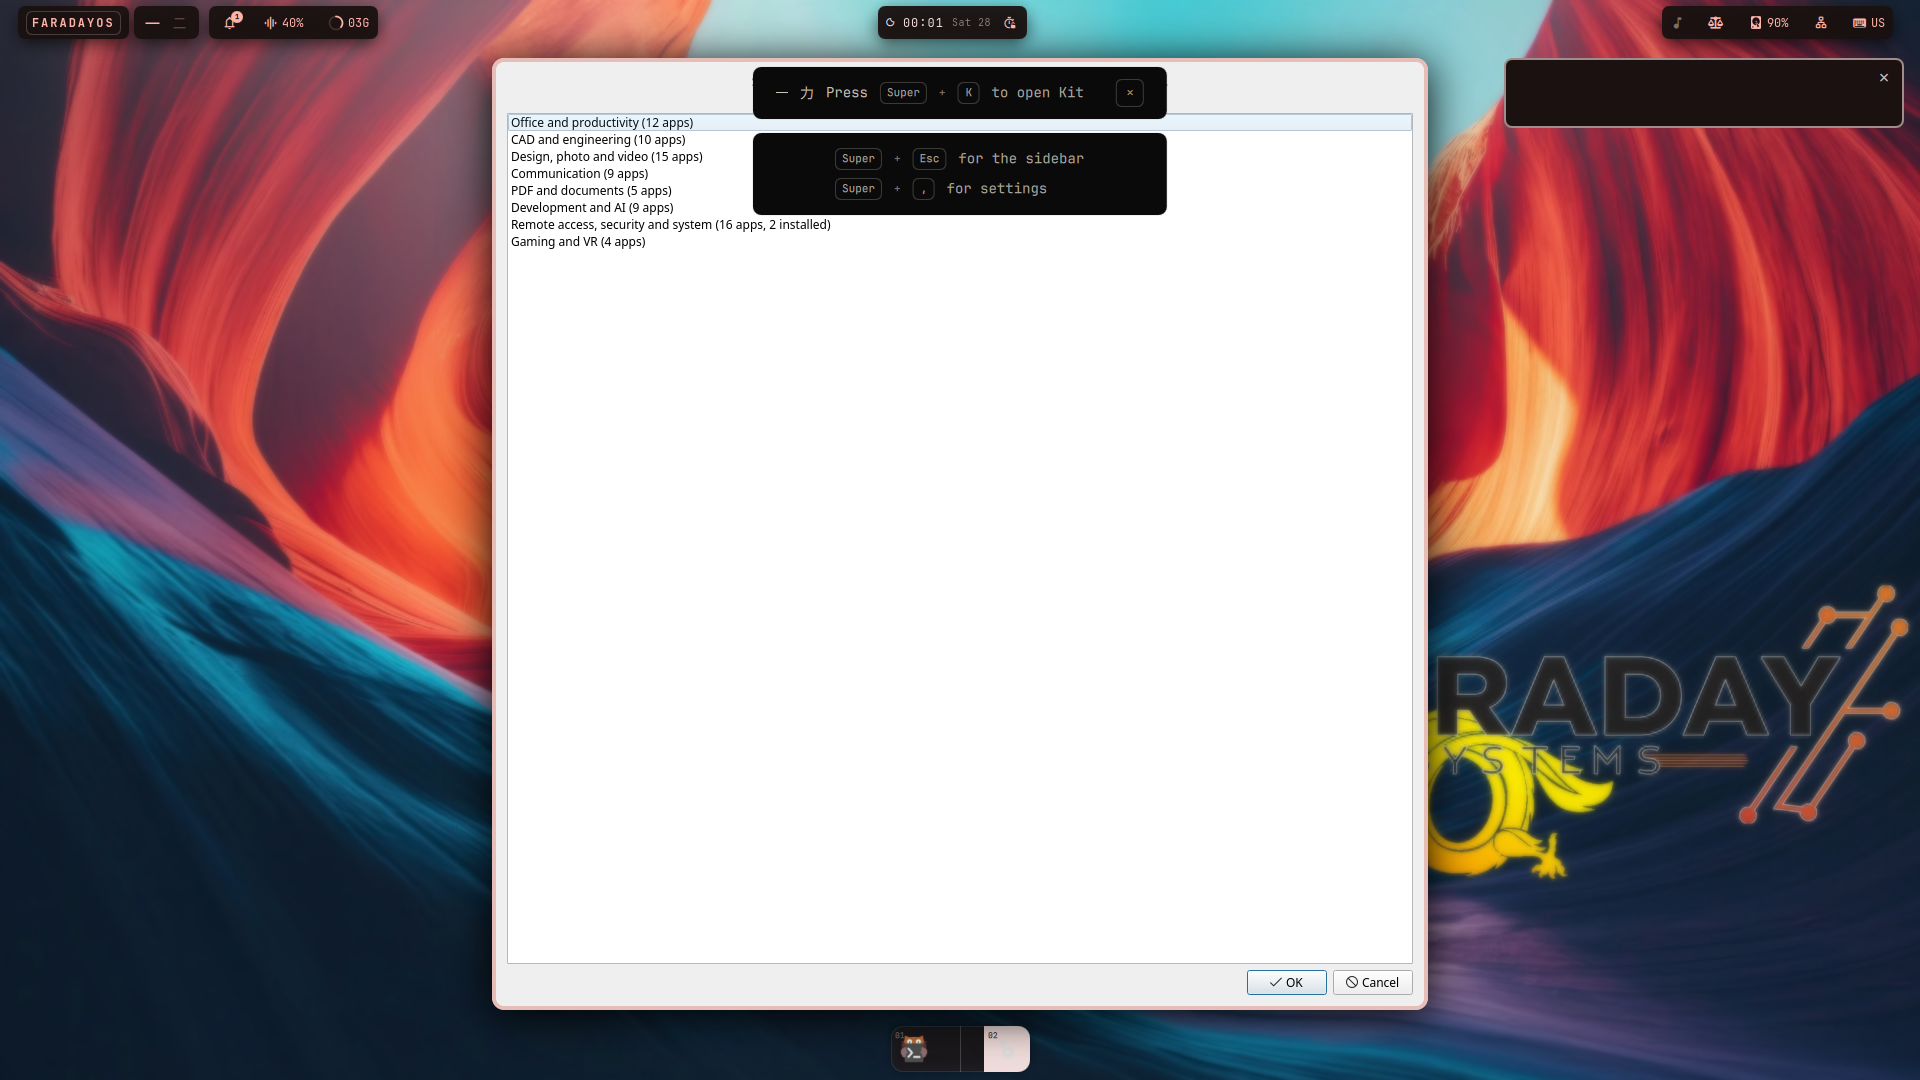 FARADAYOS
1
40%
03G
00:01 Sat 28
90%
US
一 力 Press Super + K to open Kit ×
Super + Esc for the sidebar
Super + , for settings
Office and productivity (12 apps)
CAD and engineering (10 apps)
Design, photo and video (15 apps)
Communication (9 apps)
PDF and documents (5 apps)
Development and AI (9 apps)
Remote access, security and system (16 apps, 2 installed)
Gaming and VR (4 apps)
RADAY
YSTEMS
OK
Cancel
01
02